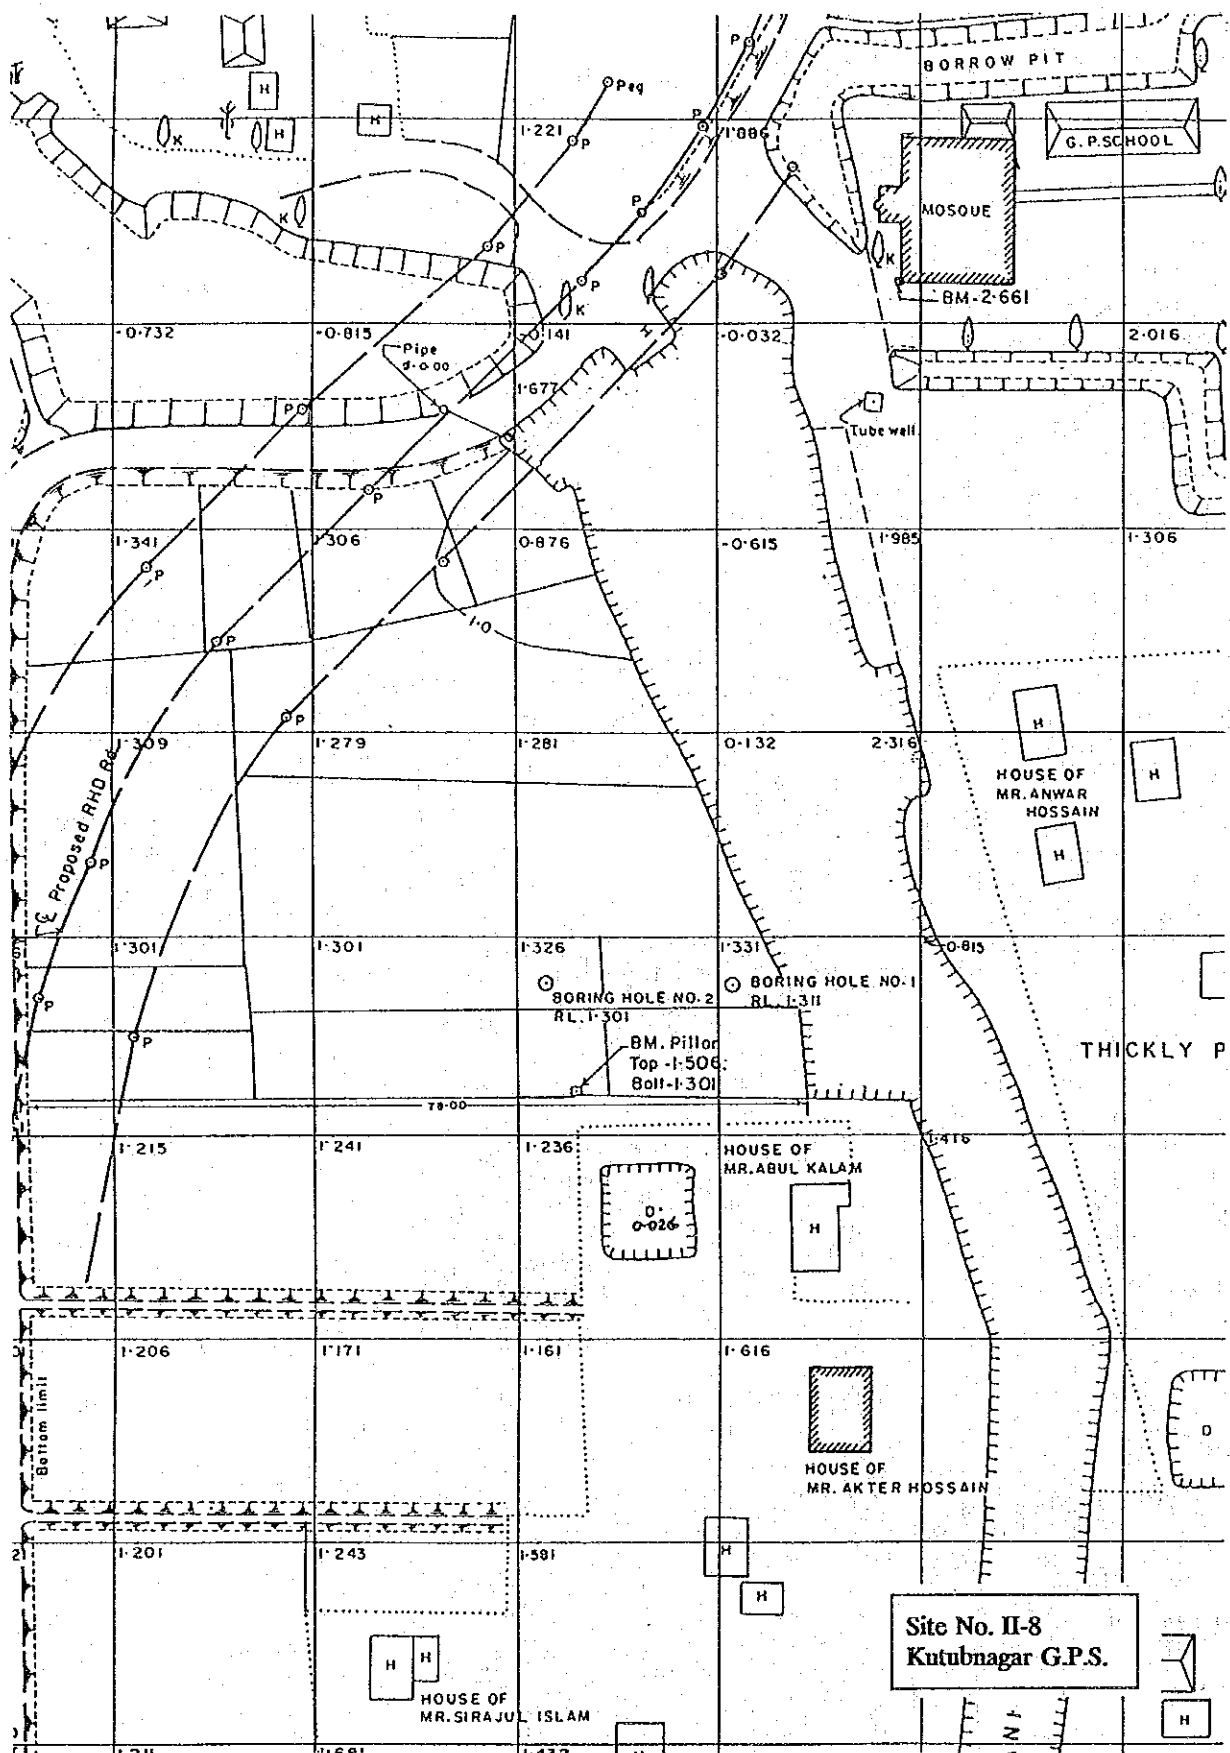 BORROW PIT
H
Peg
P
1·221
P
1·886
G.P.SCHOOL
K
H
H
K
P
MOSQUE
P
K
P
K
BM-2·661
-0·732
-0·815
-0·141
-0·032
2·016
H
Pipe
1·677
P
Tube well
P
1·341
1·306
0·876
-0·615
1·985
1·306
P
1·0
P
P
1·309
1·279
1·281
0·132
2·316
H
HOUSE OF
MR.ANWAR
HOSSAIN
H
H
P
℄ Proposed RHD Rd
1·301
1·301
1·326
1·331
-0·815
BORING HOLE NO-1
RL. 1·311
BORING HOLE NO-2
RL. 1·301
P
P
BM. Pillar
Top -1·506
Bolt-1·301
THICKLY P
78·00
1·215
1·241
1·236
1·416
HOUSE OF
MR.ABUL KALAM
D
0·026
H
1·206
1·171
1·161
1·616
Bottom limit
D
HOUSE OF
MR. AKTER HOSSAIN
1·201
1·243
1·581
H
H
Site No. II-8
Kutubnagar G.P.S.
H
H
HOUSE OF
MR.SIRAJUL ISLAM
H
H